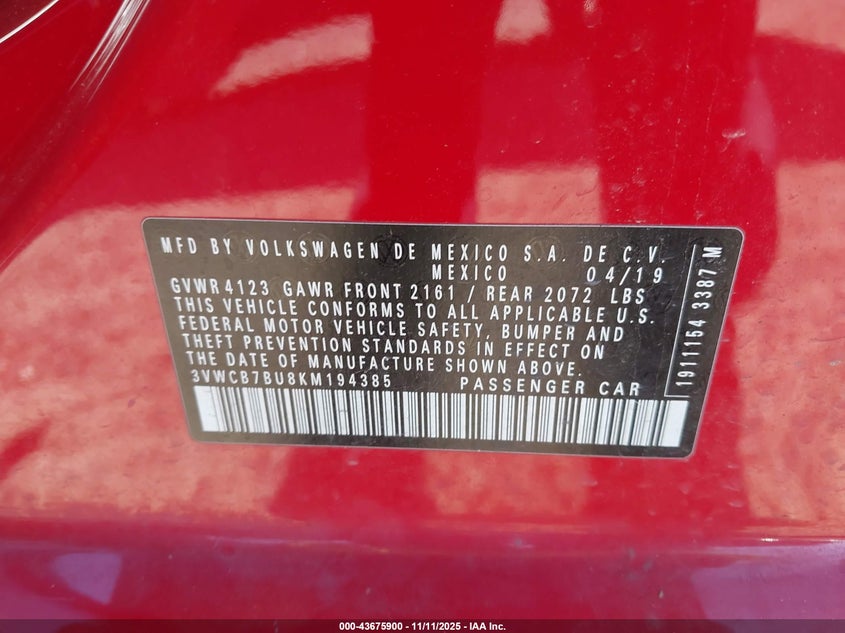 MFD BY VOLKSWAGEN DE MEXICO S.A. DE C.V.
MEXICO 04/19
GVWR 4123 GAWR FRONT 2161 / REAR 2072 LBS
THIS VEHICLE CONFORMS TO ALL APPLICABLE U.S.
FEDERAL MOTOR VEHICLE SAFETY, BUMPER AND
THEFT PREVENTION STANDARDS IN EFFECT ON
THE DATE OF MANUFACTURE SHOWN ABOVE.
3VWCB7BU8KM194385 PASSENGER CAR
1911154 3387 M
000-43675900 - 11/11/2025 - IAA Inc.